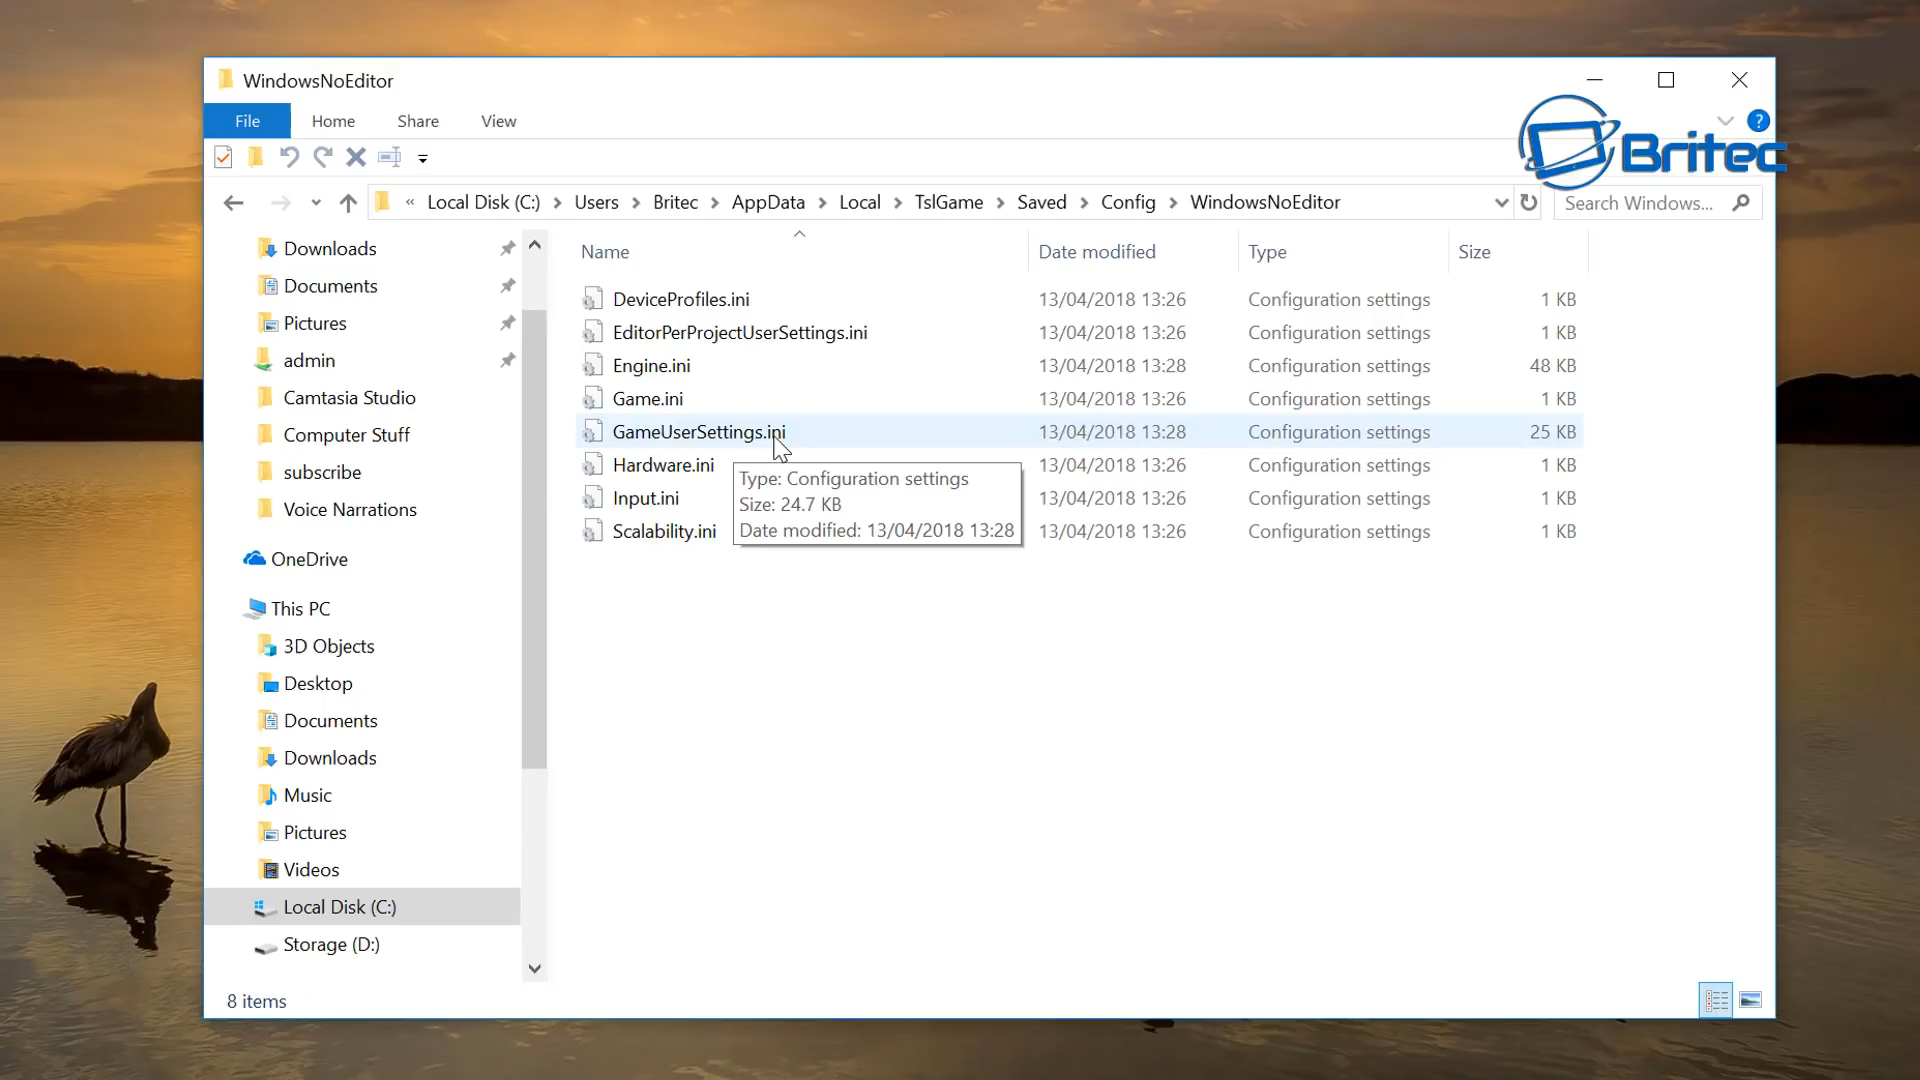 WindowsNoEditor
File Home Share View ?
Britec
« Local Disk (C:) Users Britec AppData Local TslGame Saved Config WindowsNoEditor Search Windows...
Downloads
Documents
Pictures
admin
Camtasia Studio
Computer Stuff
subscribe
Voice Narrations
OneDrive
This PC
3D Objects
Desktop
Documents
Downloads
Music
Pictures
Videos
Local Disk (C:)
Storage (D:)
Name Date modified Type Size
DeviceProfiles.ini 13/04/2018 13:26 Configuration settings 1 KB
EditorPerProjectUserSettings.ini 13/04/2018 13:26 Configuration settings 1 KB
Engine.ini 13/04/2018 13:28 Configuration settings 48 KB
Game.ini 13/04/2018 13:26 Configuration settings 1 KB
GameUserSettings.ini 13/04/2018 13:28 Configuration settings 25 KB
Hardware.ini 13/04/2018 13:26 Configuration settings 1 KB
Input.ini 13/04/2018 13:26 Configuration settings 1 KB
Scalability.ini 13/04/2018 13:26 Configuration settings 1 KB
Type: Configuration settings
Size: 24.7 KB
Date modified: 13/04/2018 13:28
8 items